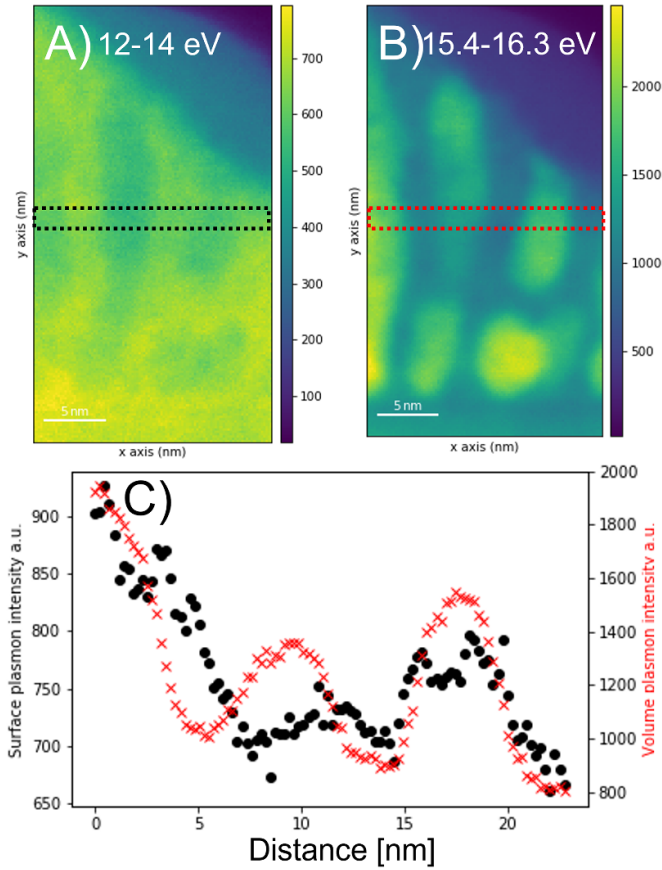 A) 12-14 eV
700
600
500
400
300
200
100
y axis (nm)
5 nm
x axis (nm)
B) 15.4-16.3 eV
2000
1500
1000
500
y axis (nm)
5 nm
x axis (nm)
C)
Surface plasmon intensity a.u.
900
850
800
750
700
650
2000
1800
1600
1400
1200
1000
800
Volume plasmon intensity a.u.
0 5 10 15 20
Distance [nm]